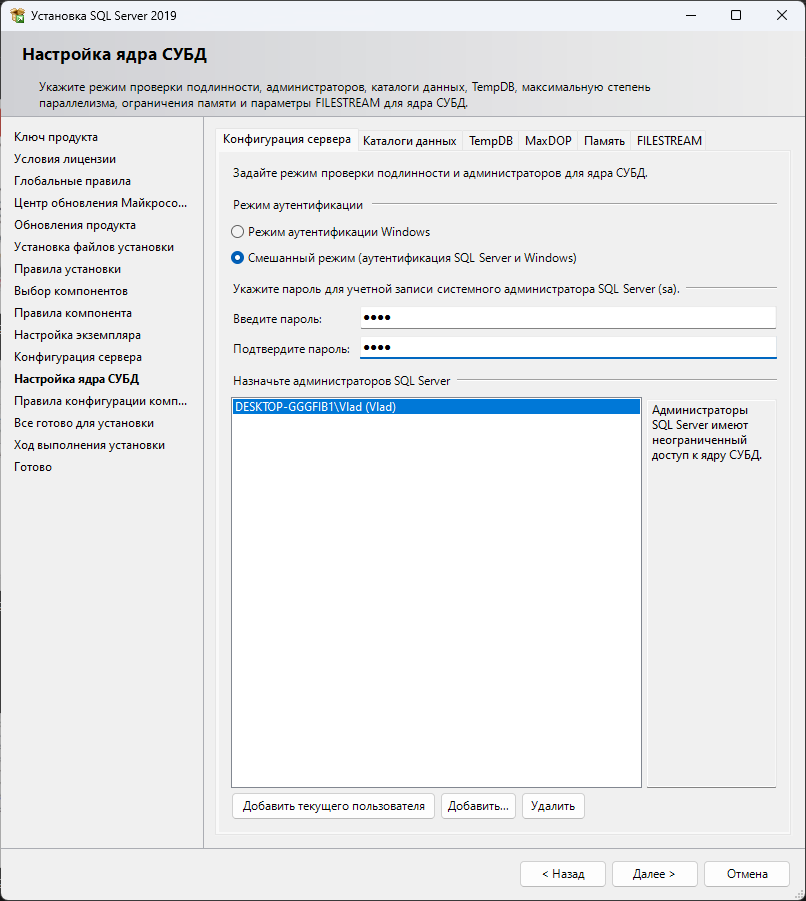 Установка SQL Server 2019
Настройка ядра СУБД
Укажите режим проверки подлинности, администраторов, каталоги данных, TempDB, максимальную степень
параллелизма, ограничения памяти и параметры FILESTREAM для ядра СУБД.
Ключ продукта
Условия лицензии
Глобальные правила
Центр обновления Майкросо...
Обновления продукта
Установка файлов установки
Правила установки
Выбор компонентов
Правила компонента
Настройка экземпляра
Конфигурация сервера
Настройка ядра СУБД
Правила конфигурации комп...
Все готово для установки
Ход выполнения установки
Готово
Конфигурация сервера Каталоги данных TempDB MaxDOP Память FILESTREAM
Задайте режим проверки подлинности и администраторов для ядра СУБД.
Режим аутентификации
Режим аутентификации Windows
Смешанный режим (аутентификация SQL Server и Windows)
Укажите пароль для учетной записи системного администратора SQL Server (sa).
Введите пароль: ••••
Подтвердите пароль: ••••
Назначьте администраторов SQL Server
DESKTOP-GGGFIB1\Vlad (Vlad)
Администраторы
SQL Server имеют
неограниченный
доступ к ядру СУБД.
Добавить текущего пользователя Добавить... Удалить
< Назад Далее > Отмена